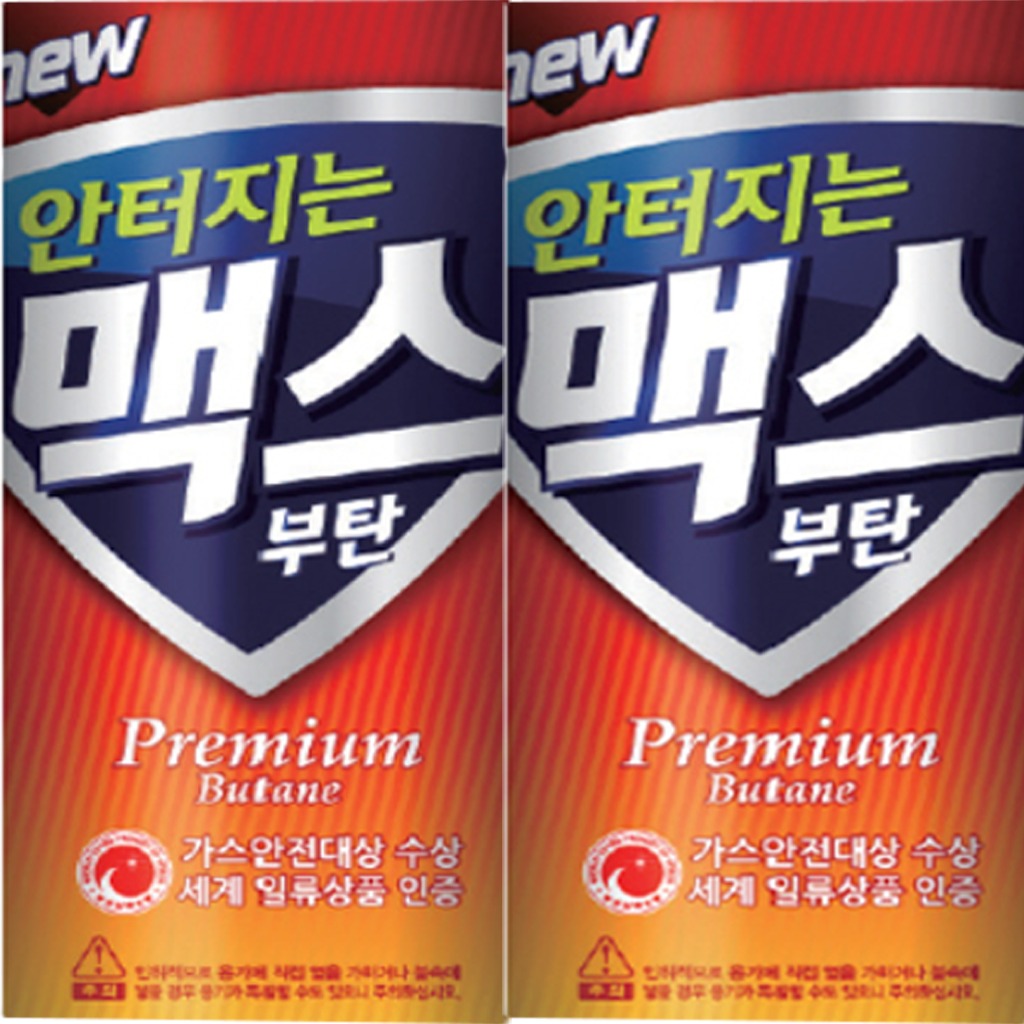 new
안터지는
맥스
부탄
Premium
Butane
가스안전대상 수상
세계 일류상품 인증
주의
new
안터지는
맥스
부탄
Premium
Butane
가스안전대상 수상
세계 일류상품 인증
주의